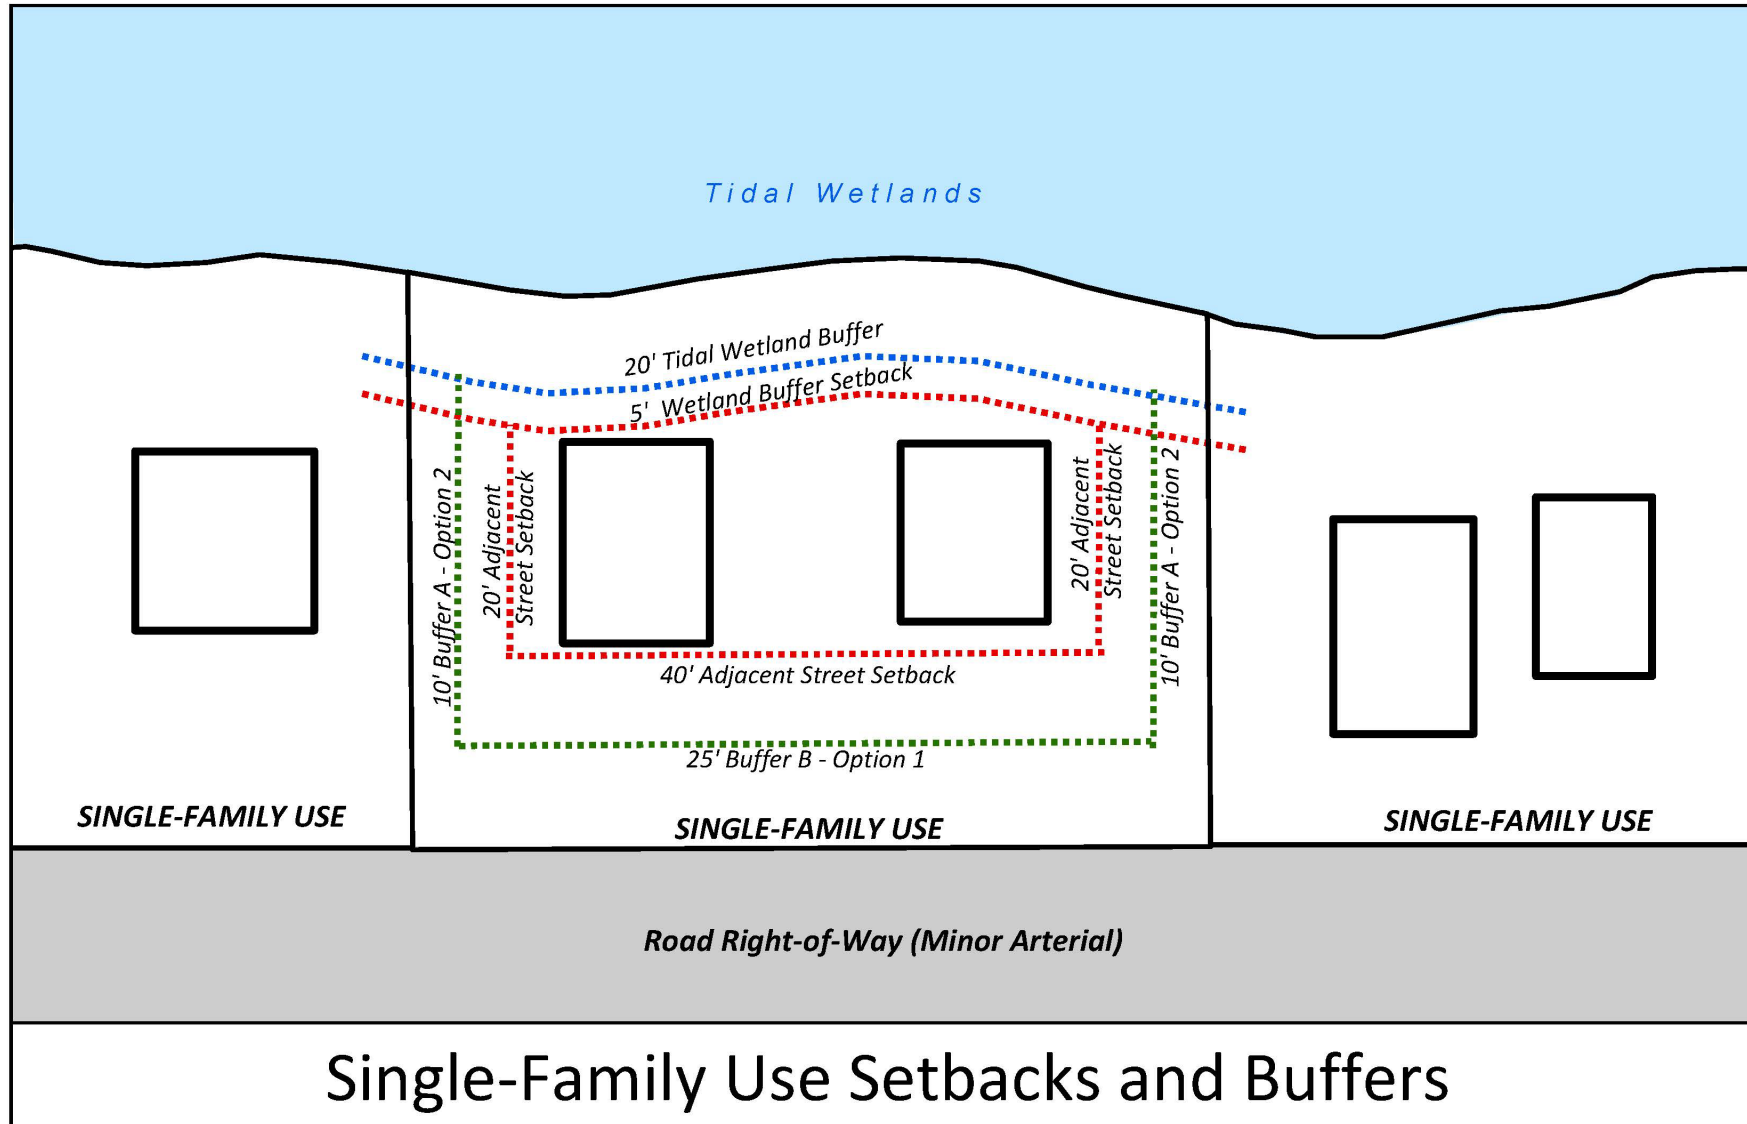 Tidal Wetlands
20' Tidal Wetland Buffer
5' Wetland Buffer Setback
10' Buffer A - Option 2
20' Adjacent
Street Setback
20' Adjacent
Street Setback
10' Buffer A - Option 2
40' Adjacent Street Setback
25' Buffer B - Option 1
SINGLE-FAMILY USE
SINGLE-FAMILY USE
SINGLE-FAMILY USE
Road Right-of-Way (Minor Arterial)
Single-Family Use Setbacks and Buffers